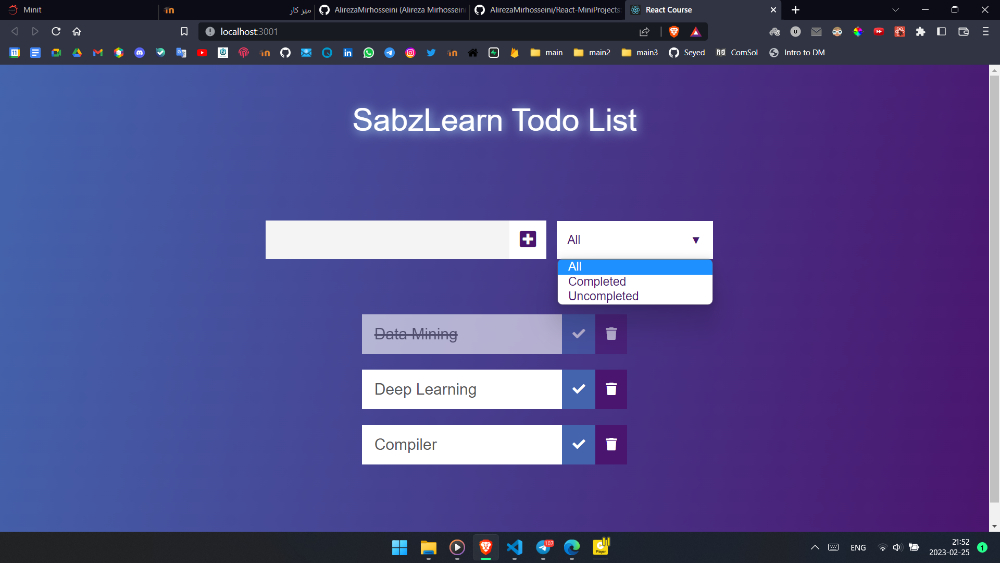 Minit
میز کار
AlirezaMirhosseini (Alireza Mirhossein
AlirezaMirhosseini/React-MiniProjects
React Course
localhost:3001
main
main2
main3
Seyed
ComSol
Intro to DM
SabzLearn Todo List
All
All
Completed
Uncompleted
Data Mining
Deep Learning
Compiler
ENG
21:52
2023-02-25
1